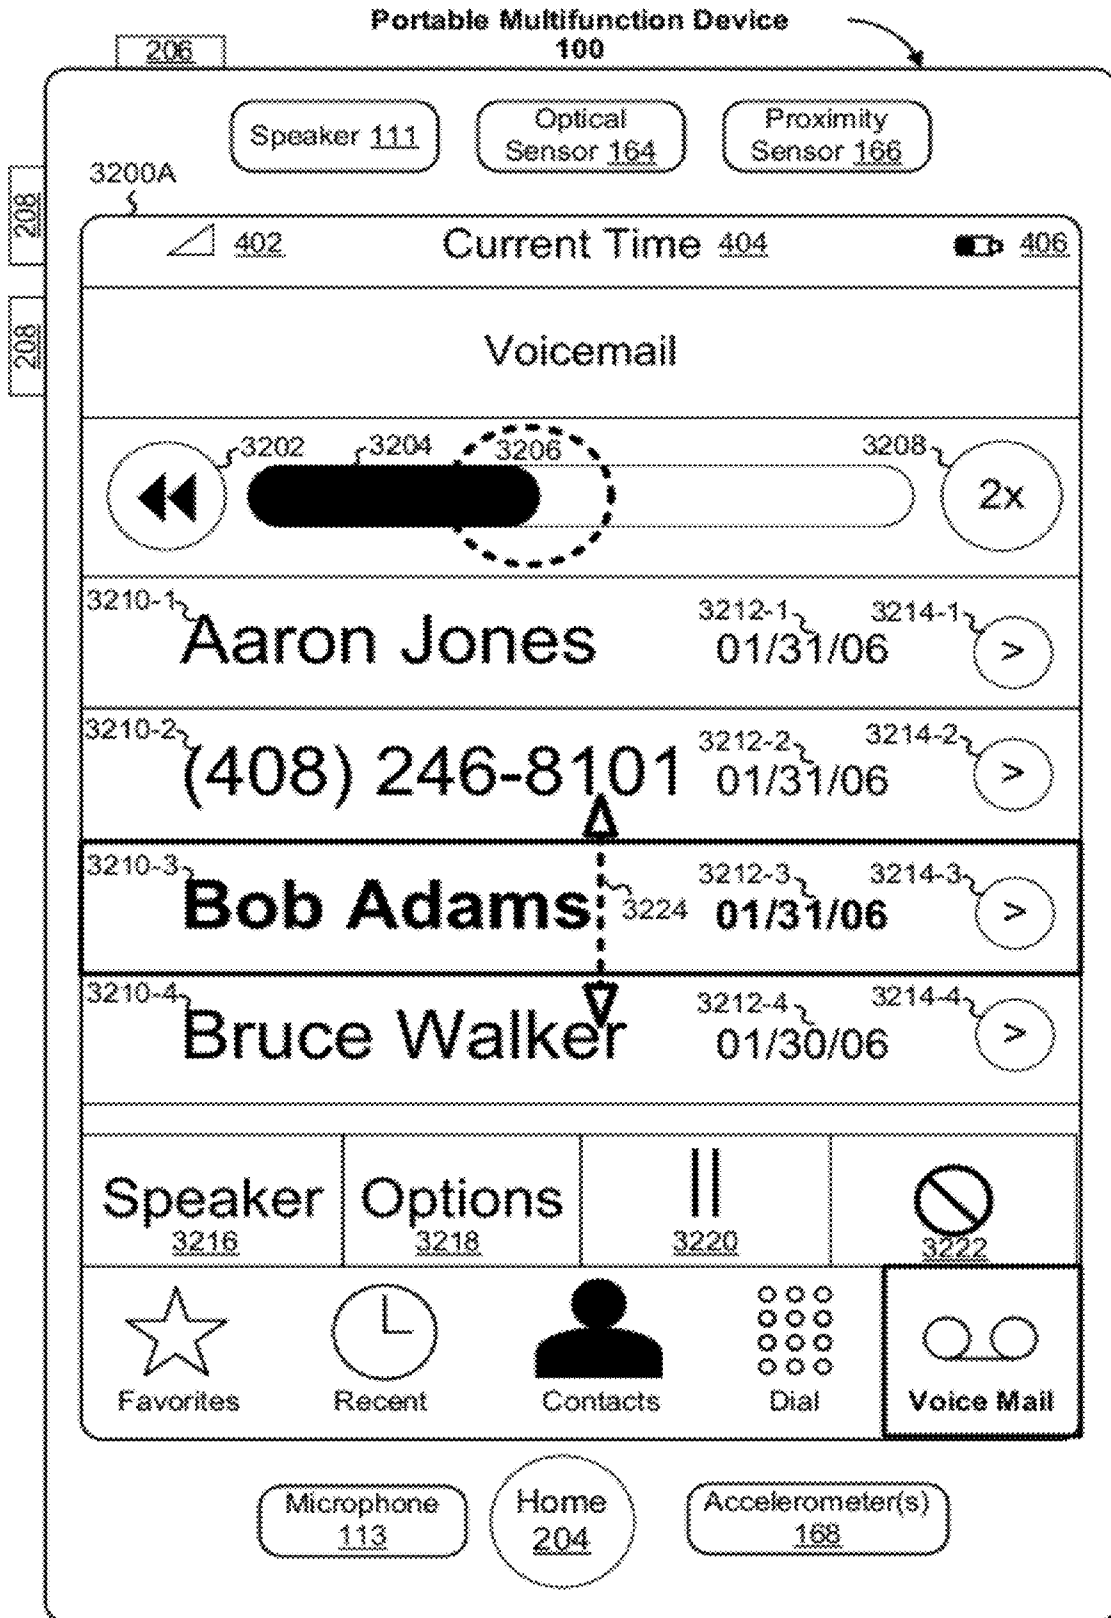 Portable Multifunction Device
100
206
Speaker 111
Optical
Sensor 164
Proximity
Sensor 166
3200A
208
208
402
Current Time 404
406
Voicemail
3202
3204
3206
3208
2x
3210-1
Aaron Jones
3212-1
01/31/06
3214-1
>
3210-2
(408) 246-8101
3212-2
01/31/06
3214-2
>
3210-3
Bob Adams
3224
3212-3
01/31/06
3214-3
>
3210-4
Bruce Walker
3212-4
01/30/06
3214-4
>
Speaker
3216
Options
3218
3220
3222
Favorites
Recent
Contacts
Dial
Voice Mail
Microphone
113
Home
204
Accelerometer(s)
168